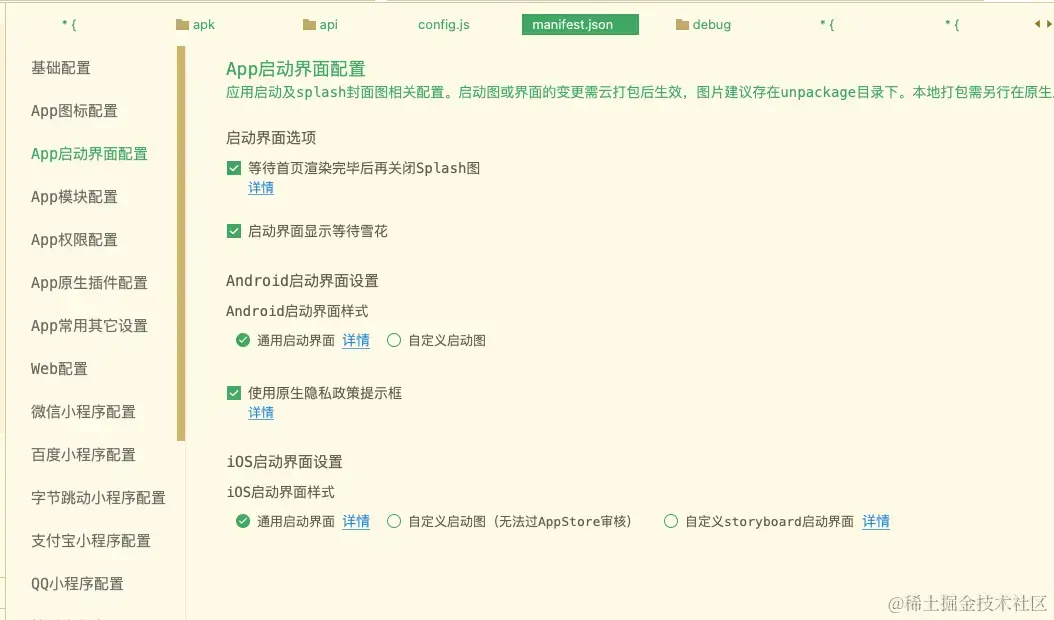 * {
apk
api
config.js
manifest.json
debug
* {
* {
基础配置
App图标配置
App启动界面配置
App模块配置
App权限配置
App原生插件配置
App常用其它设置
Web配置
微信小程序配置
百度小程序配置
字节跳动小程序配置
支付宝小程序配置
QQ小程序配置
App启动界面配置
应用启动及splash封面图相关配置。启动图或界面的变更需云打包后生效，图片建议存在unpackage目录下。本地打包需另行在原生
启动界面选项
等待首页渲染完毕后再关闭Splash图
详情
启动界面显示等待雪花
Android启动界面设置
Android启动界面样式
通用启动界面 详情 自定义启动图
使用原生隐私政策提示框
详情
iOS启动界面设置
iOS启动界面样式
通用启动界面 详情 自定义启动图（无法过AppStore审核） 自定义storyboard启动界面 详情
@稀土掘金技术社区